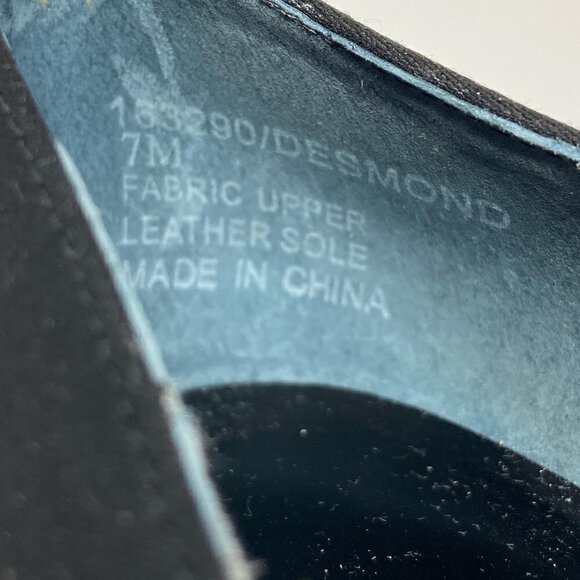 163290/DESMOND
7M
FABRIC UPPER
LEATHER SOLE
MADE IN CHINA